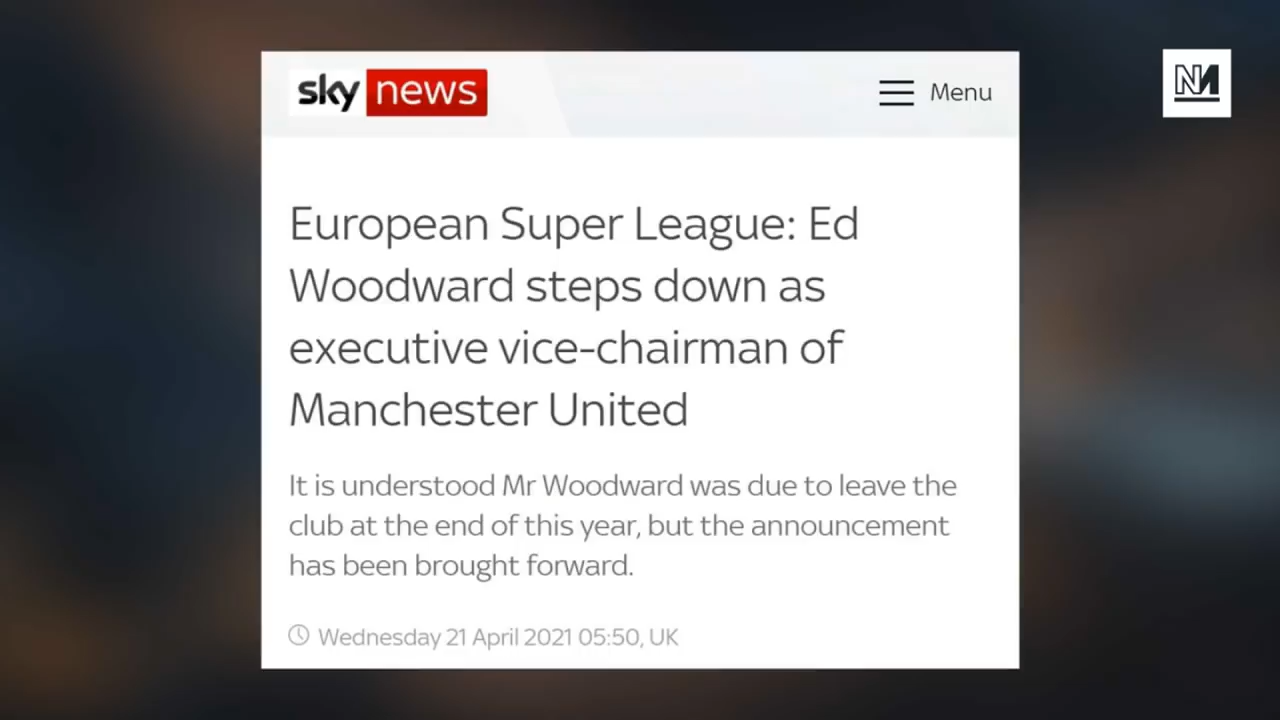 sky news
Menu
NM
European Super League: Ed
Woodward steps down as
executive vice-chairman of
Manchester United
It is understood Mr Woodward was due to leave the
club at the end of this year, but the announcement
has been brought forward.
Wednesday 21 April 2021 05:50, UK